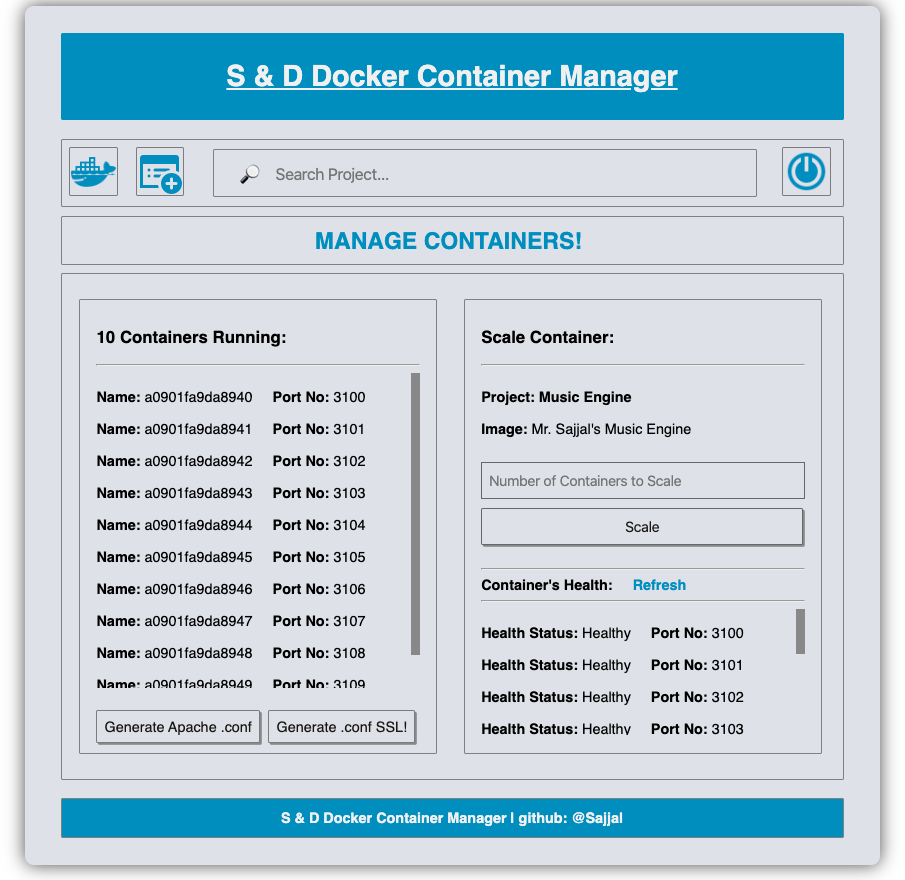 S & D Docker Container Manager
Search Project...
MANAGE CONTAINERS!
10 Containers Running:
Name: a0901fa9da8940 Port No: 3100
Name: a0901fa9da8941 Port No: 3101
Name: a0901fa9da8942 Port No: 3102
Name: a0901fa9da8943 Port No: 3103
Name: a0901fa9da8944 Port No: 3104
Name: a0901fa9da8945 Port No: 3105
Name: a0901fa9da8946 Port No: 3106
Name: a0901fa9da8947 Port No: 3107
Name: a0901fa9da8948 Port No: 3108
Name: a0901fa9da8949 Port No: 3109
Generate Apache .conf
Generate .conf SSL!
Scale Container:
Project: Music Engine
Image: Mr. Sajjal's Music Engine
Number of Containers to Scale
Scale
Container's Health: Refresh
Health Status: Healthy Port No: 3100
Health Status: Healthy Port No: 3101
Health Status: Healthy Port No: 3102
Health Status: Healthy Port No: 3103
S & D Docker Container Manager | github: @Sajjal